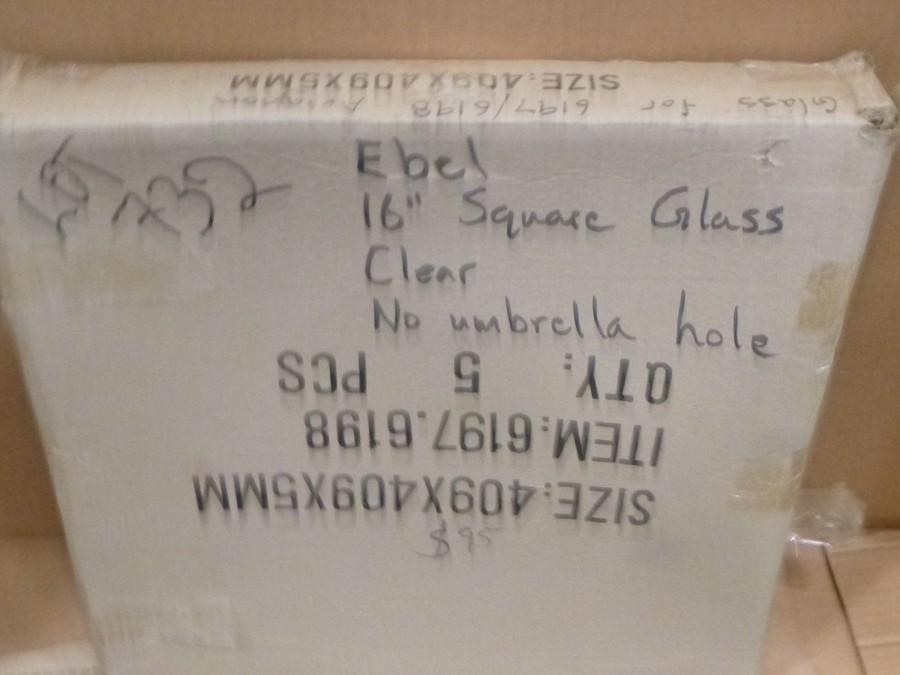 SIZE:409X409X5MM
Glass for 6197/6198
Ebel
16" Square Glass
Clear
No umbrella hole
QTY: 5 PCS
ITEM:6197.6198
SIZE:409X409X5MM
$95